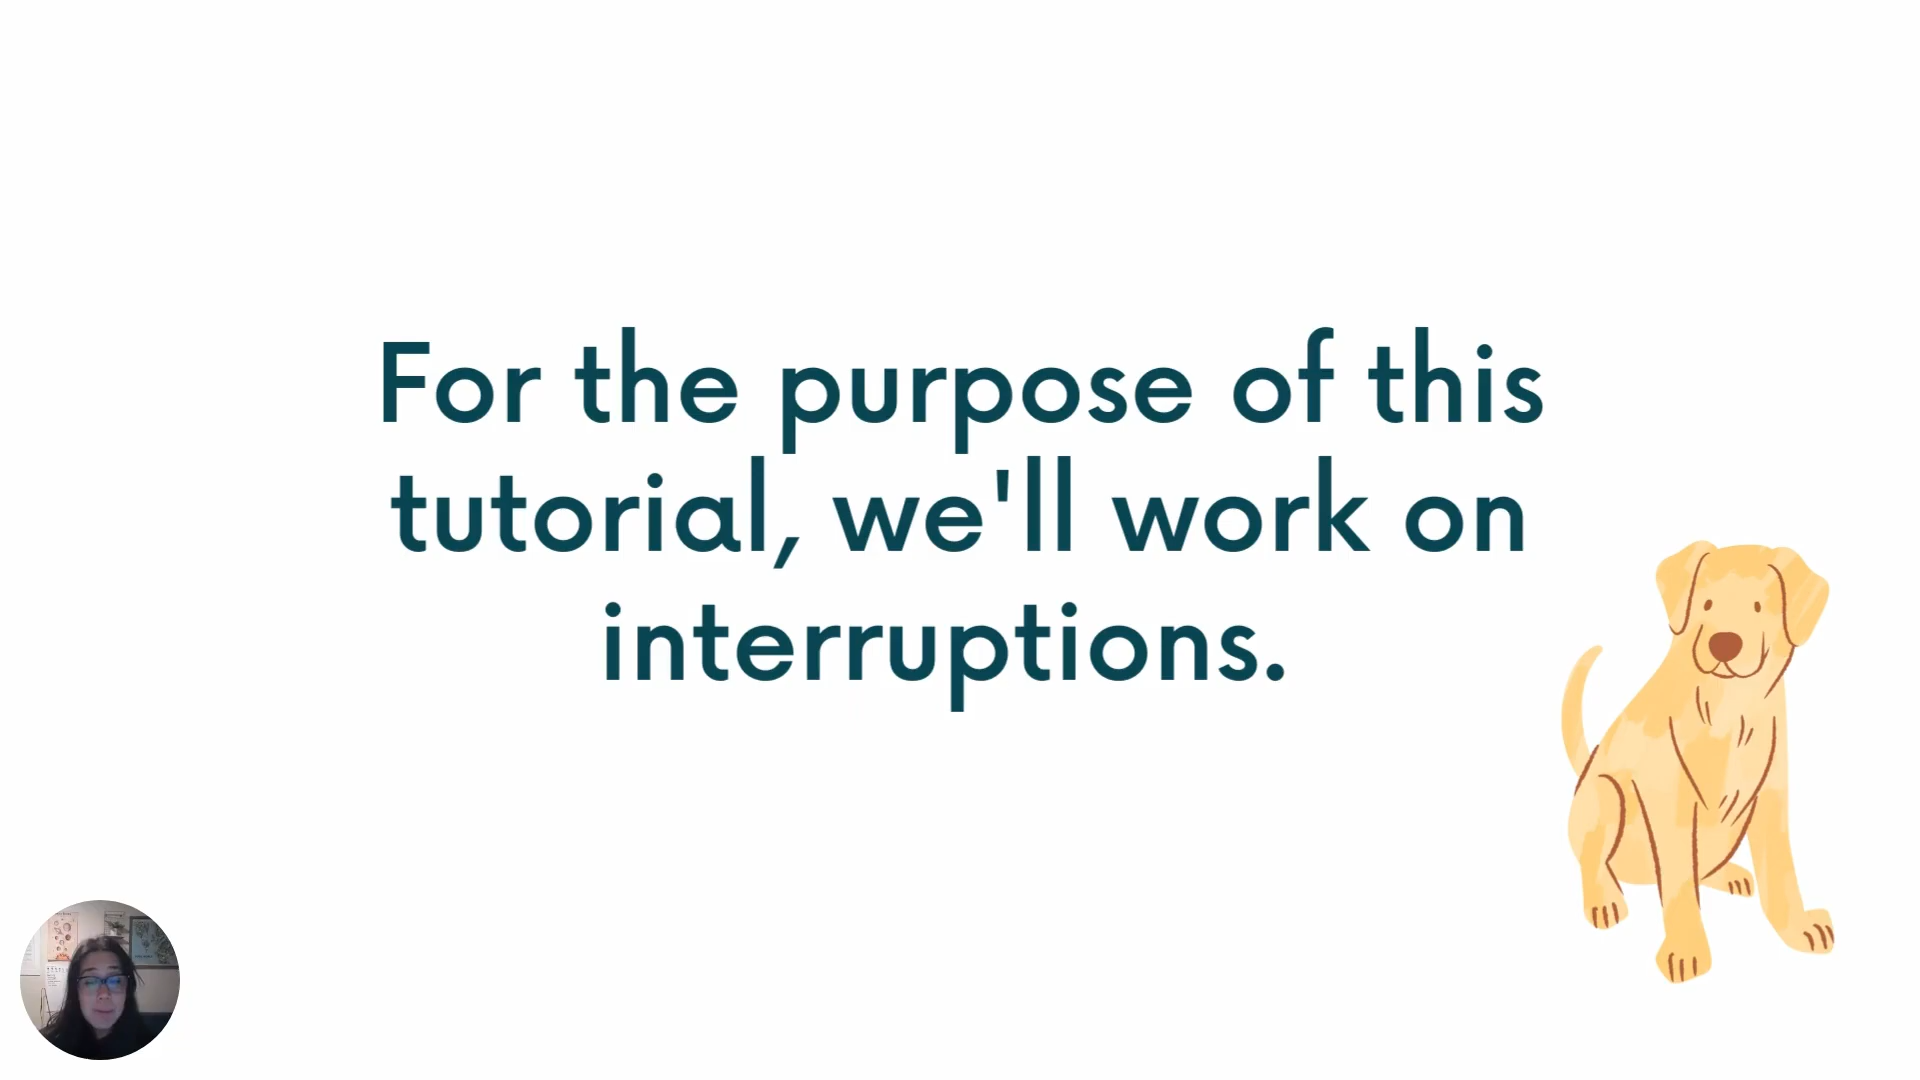 For the purpose of this
tutorial, we'll work on
interruptions.